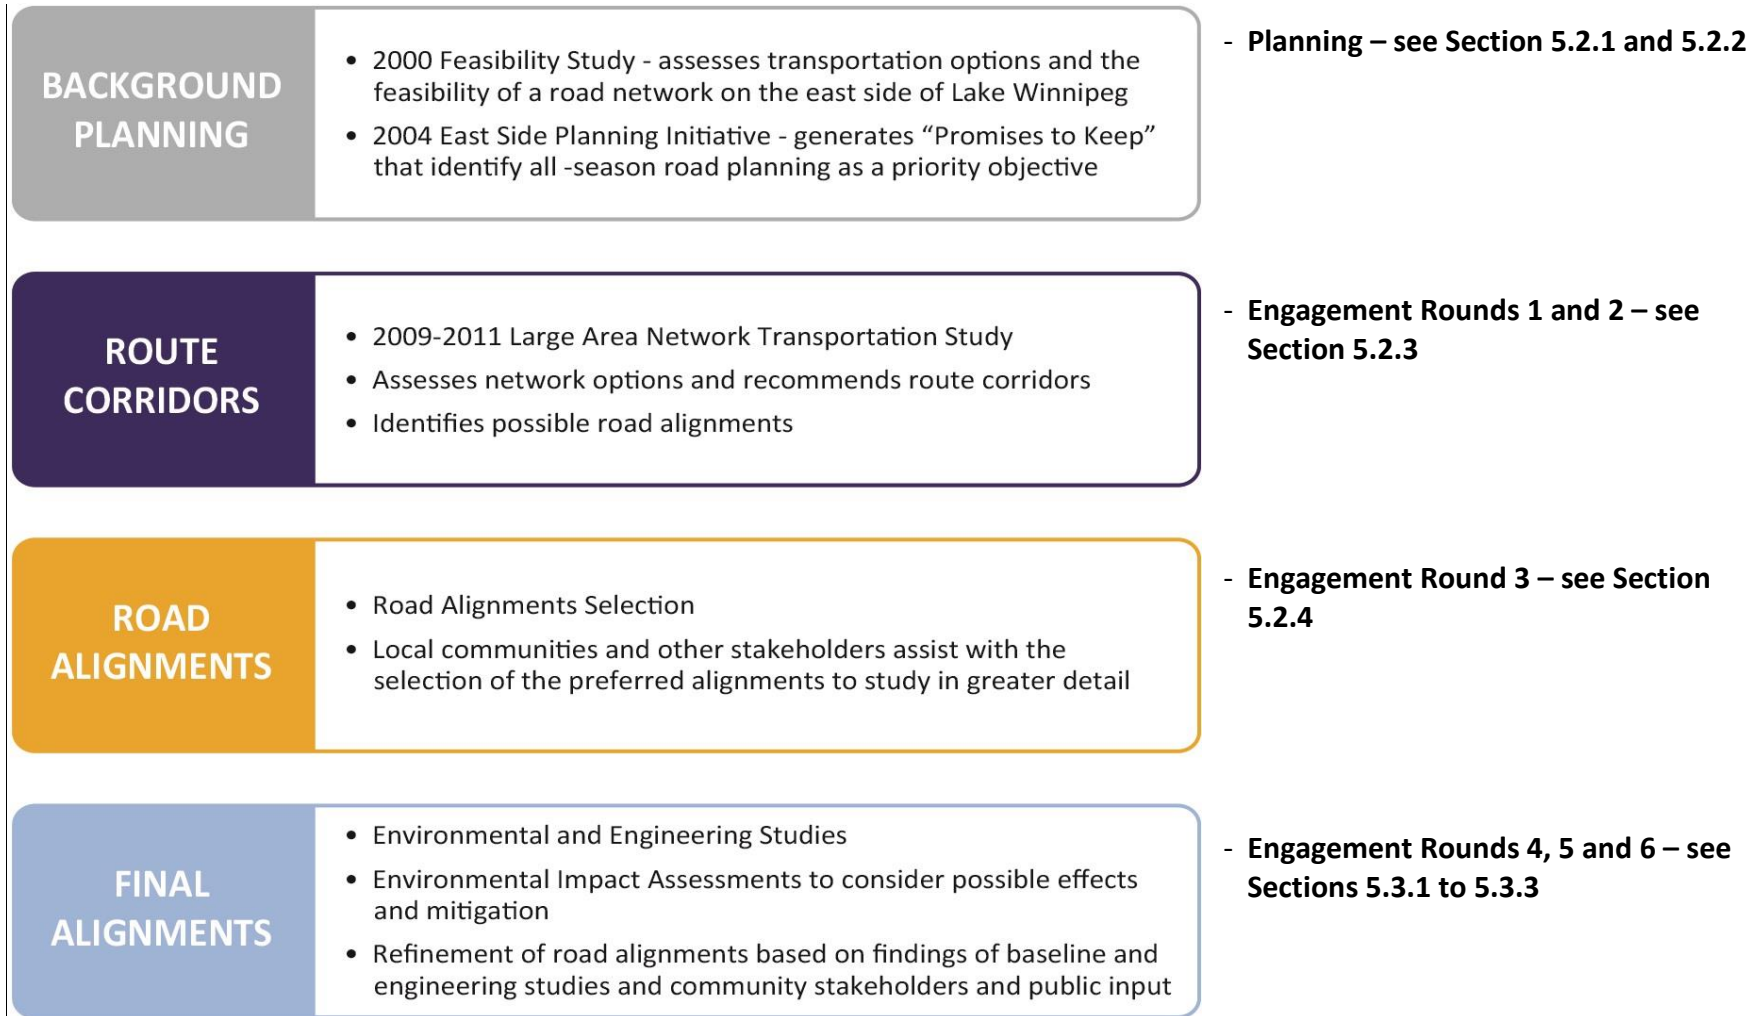 BACKGROUND
PLANNING
• 2000 Feasibility Study - assesses transportation options and the
feasibility of a road network on the east side of Lake Winnipeg
• 2004 East Side Planning Initiative - generates “Promises to Keep”
that identify all -season road planning as a priority objective
- Planning – see Section 5.2.1 and 5.2.2
ROUTE
CORRIDORS
• 2009-2011 Large Area Network Transportation Study
• Assesses network options and recommends route corridors
• Identifies possible road alignments
- Engagement Rounds 1 and 2 – see
Section 5.2.3
ROAD
ALIGNMENTS
• Road Alignments Selection
• Local communities and other stakeholders assist with the
selection of the preferred alignments to study in greater detail
- Engagement Round 3 – see Section
5.2.4
FINAL
ALIGNMENTS
• Environmental and Engineering Studies
• Environmental Impact Assessments to consider possible effects
and mitigation
• Refinement of road alignments based on findings of baseline and
engineering studies and community stakeholders and public input
- Engagement Rounds 4, 5 and 6 – see
Sections 5.3.1 to 5.3.3